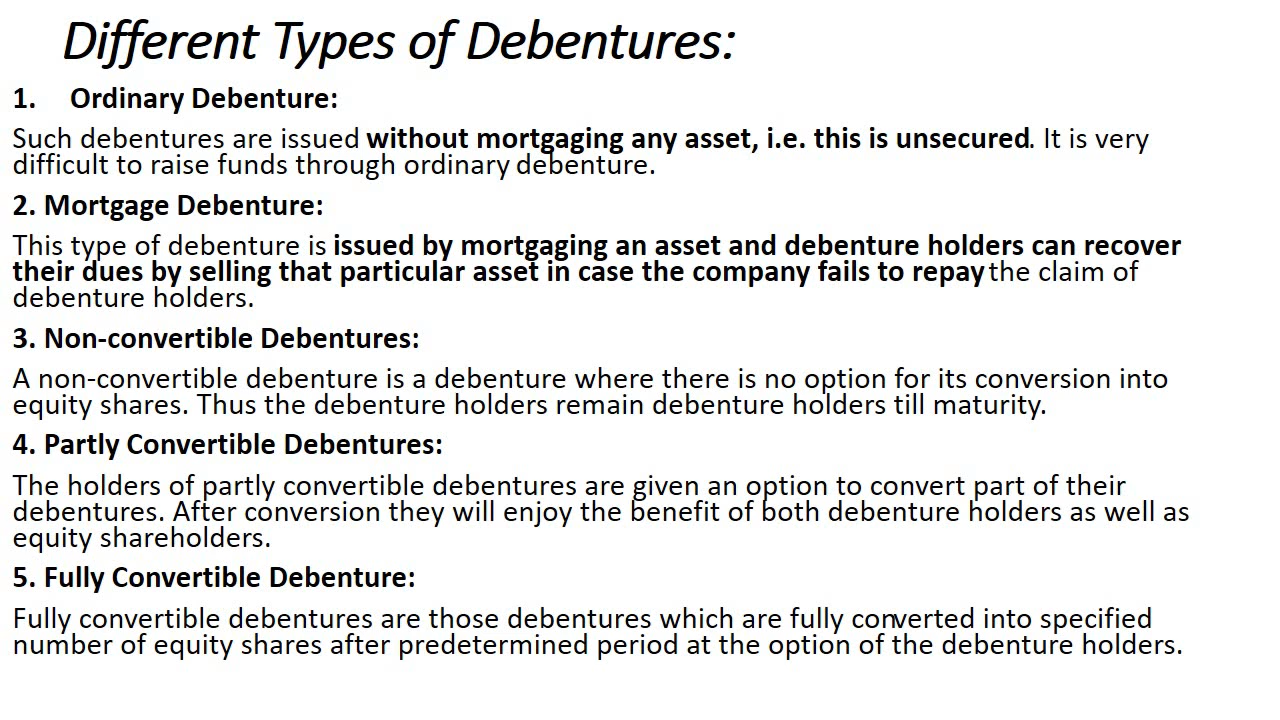 Different Types of Debentures:
1. Ordinary Debenture:
Such debentures are issued without mortgaging any asset, i.e. this is unsecured. It is very
difficult to raise funds through ordinary debenture.
2. Mortgage Debenture:
This type of debenture is issued by mortgaging an asset and debenture holders can recover
their dues by selling that particular asset in case the company fails to repay the claim of
debenture holders.
3. Non-convertible Debentures:
A non-convertible debenture is a debenture where there is no option for its conversion into
equity shares. Thus the debenture holders remain debenture holders till maturity.
4. Partly Convertible Debentures:
The holders of partly convertible debentures are given an option to convert part of their
debentures. After conversion they will enjoy the benefit of both debenture holders as well as
equity shareholders.
5. Fully Convertible Debenture:
Fully convertible debentures are those debentures which are fully converted into specified
number of equity shares after predetermined period at the option of the debenture holders.